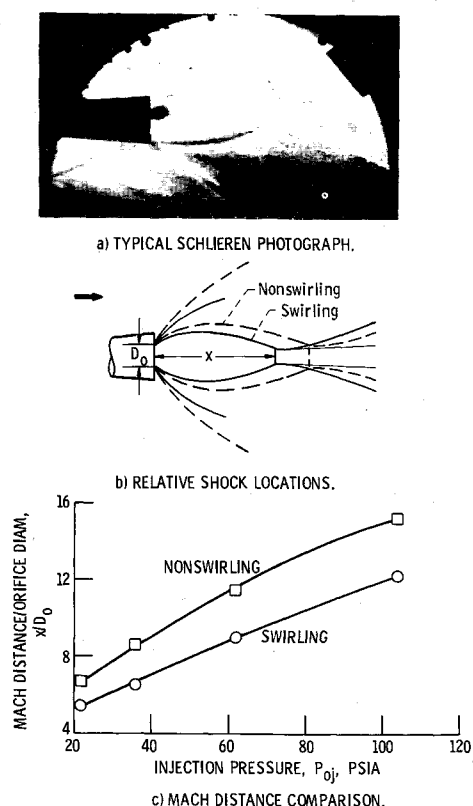 a) TYPICAL SCHLIEREN PHOTOGRAPH.
Nonswirling
Swirling
D₀
x
b) RELATIVE SHOCK LOCATIONS.
MACH DISTANCE/ORIFICE DIAM,
x/D₀
16
12
8
4
NONSWIRLING
SWIRLING
20
40
60
80
100
120
INJECTION PRESSURE, Pₒⱼ, PSIA
c) MACH DISTANCE COMPARISON.